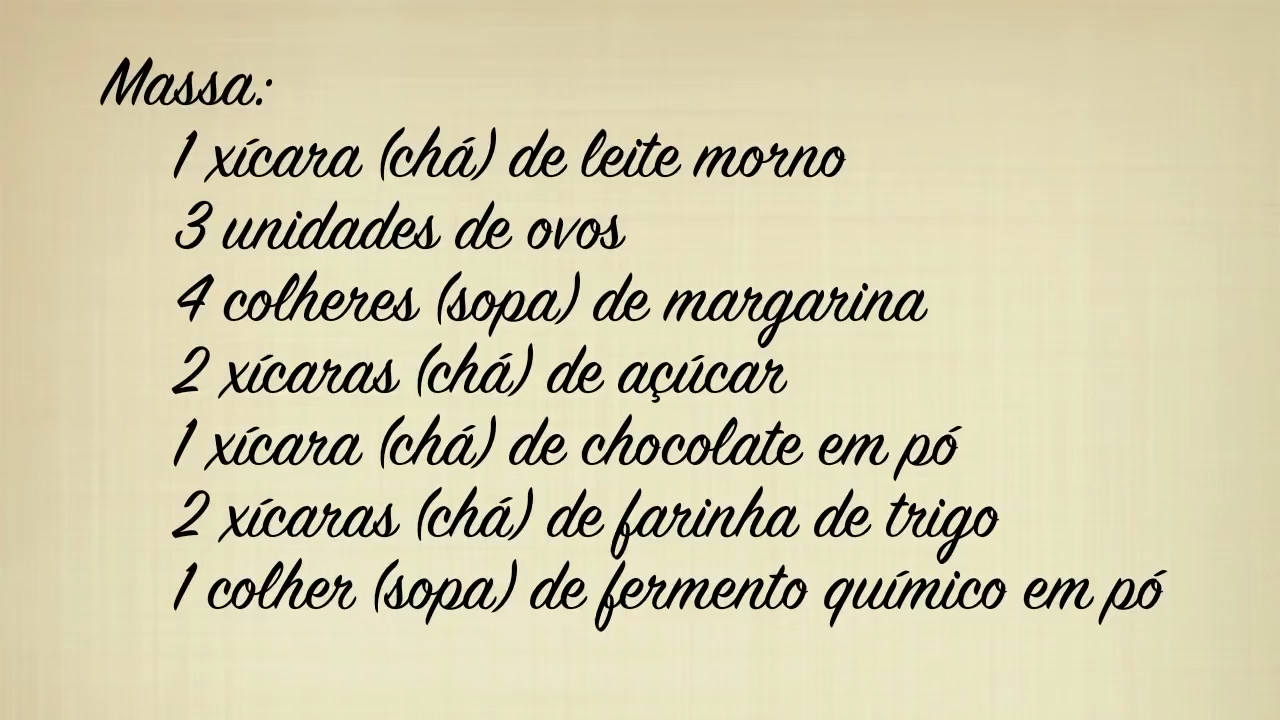 Massa:
1 xícara (chá) de leite morno
3 unidades de ovos
4 colheres (sopa) de margarina
2 xícaras (chá) de açúcar
1 xícara (chá) de chocolate em pó
2 xícaras (chá) de farinha de trigo
1 colher (sopa) de fermento químico em pó